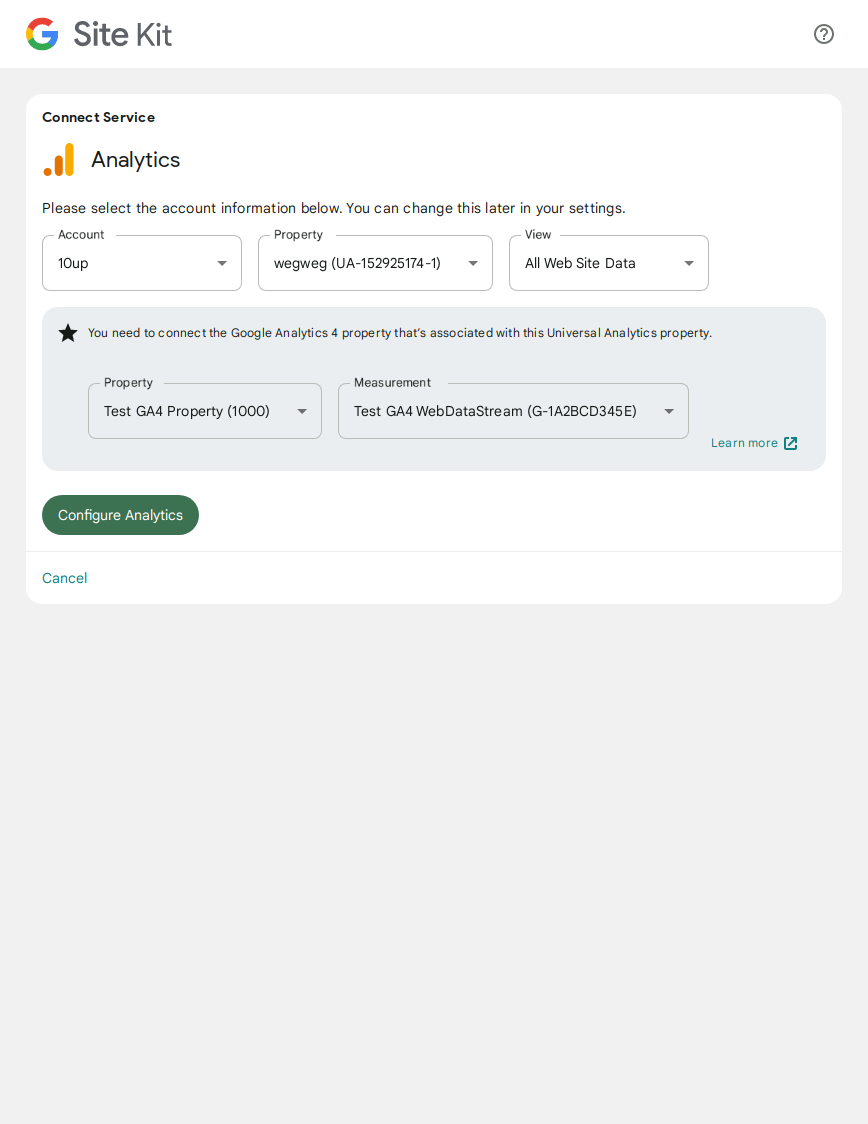 Site Kit
Connect Service
Analytics
Please select the account information below. You can change this later in your settings.
Account
Property
View
10up
wegweg (UA-152925174-1)
All Web Site Data
You need to connect the Google Analytics 4 property that’s associated with this Universal Analytics property.
Property
Measurement
Test GA4 Property (1000)
Test GA4 WebDataStream (G-1A2BCD345E)
Learn more
Configure Analytics
Cancel